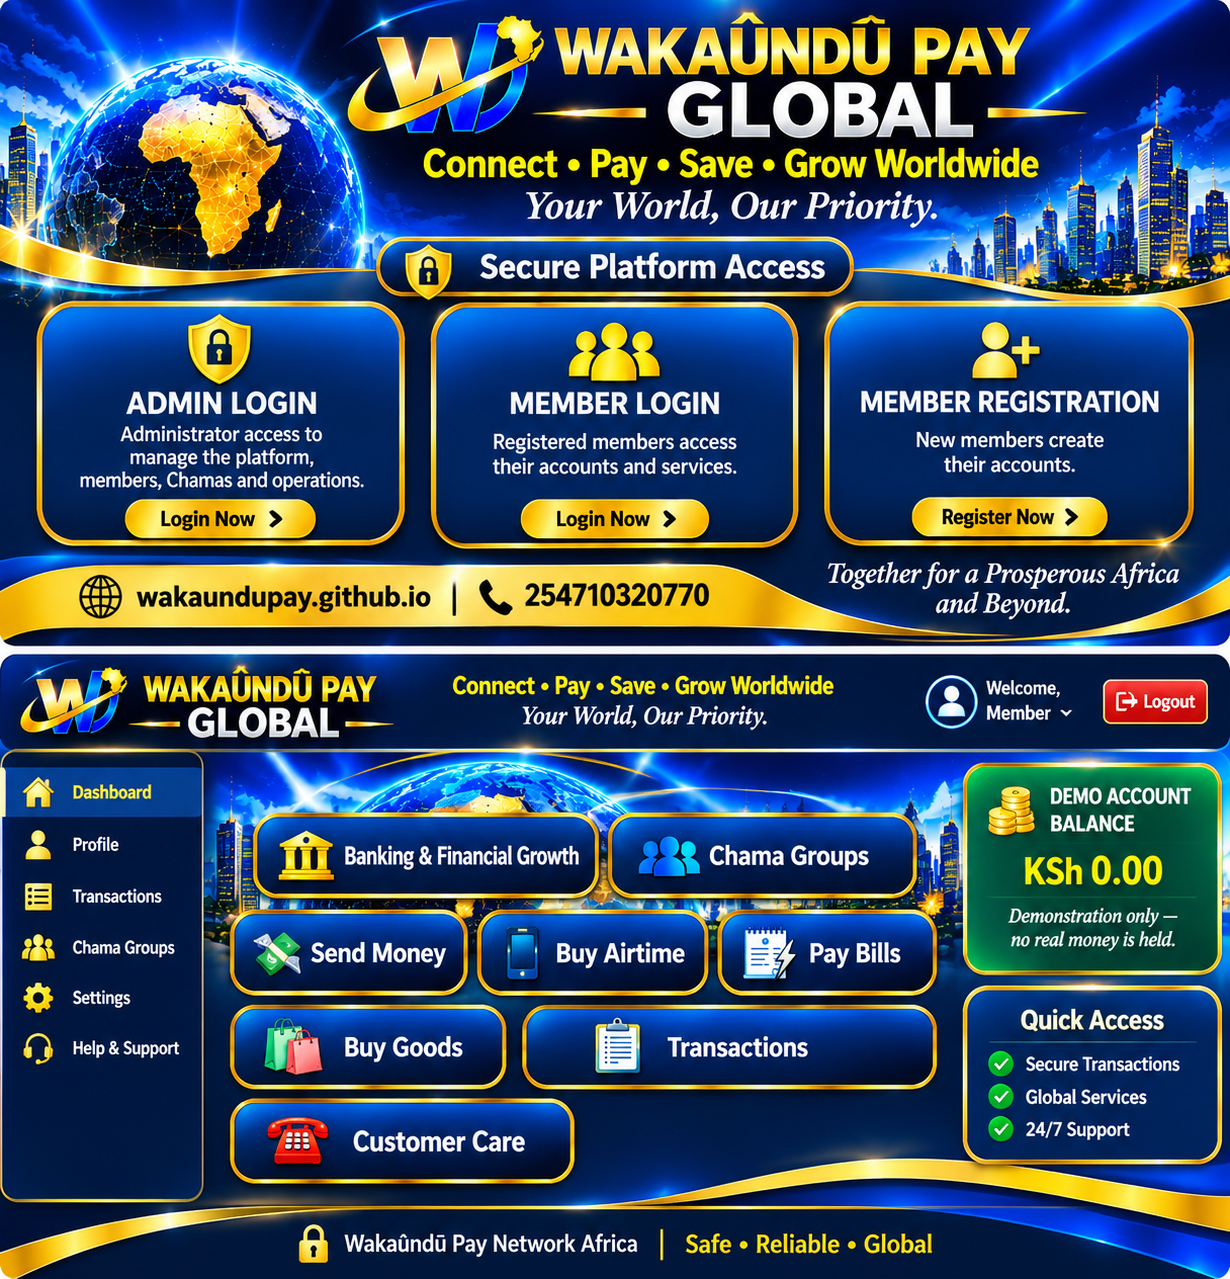 WAKAÛNDÛ PAY
GLOBAL
Connect • Pay • Save • Grow Worldwide
Your World, Our Priority.
Secure Platform Access
ADMIN LOGIN
Administrator access to
manage the platform,
members, Chamas and operations.
Login Now
MEMBER LOGIN
Registered members access
their accounts and services.
Login Now
MEMBER REGISTRATION
New members create
their accounts.
Register Now
wakaundupay.github.io | 254710320770
Together for a Prosperous Africa
and Beyond.
WAKAÛNDÛ PAY
GLOBAL
Connect • Pay • Save • Grow Worldwide
Your World, Our Priority.
Welcome,
Member
Logout
Dashboard
Profile
Transactions
Chama Groups
Settings
Help & Support
Banking & Financial Growth
Chama Groups
Send Money
Buy Airtime
Pay Bills
Buy Goods
Transactions
Customer Care
DEMO ACCOUNT
BALANCE
KSh 0.00
Demonstration only —
no real money is held.
Quick Access
Secure Transactions
Global Services
24/7 Support
Wakaûndū Pay Network Africa | Safe • Reliable • Global